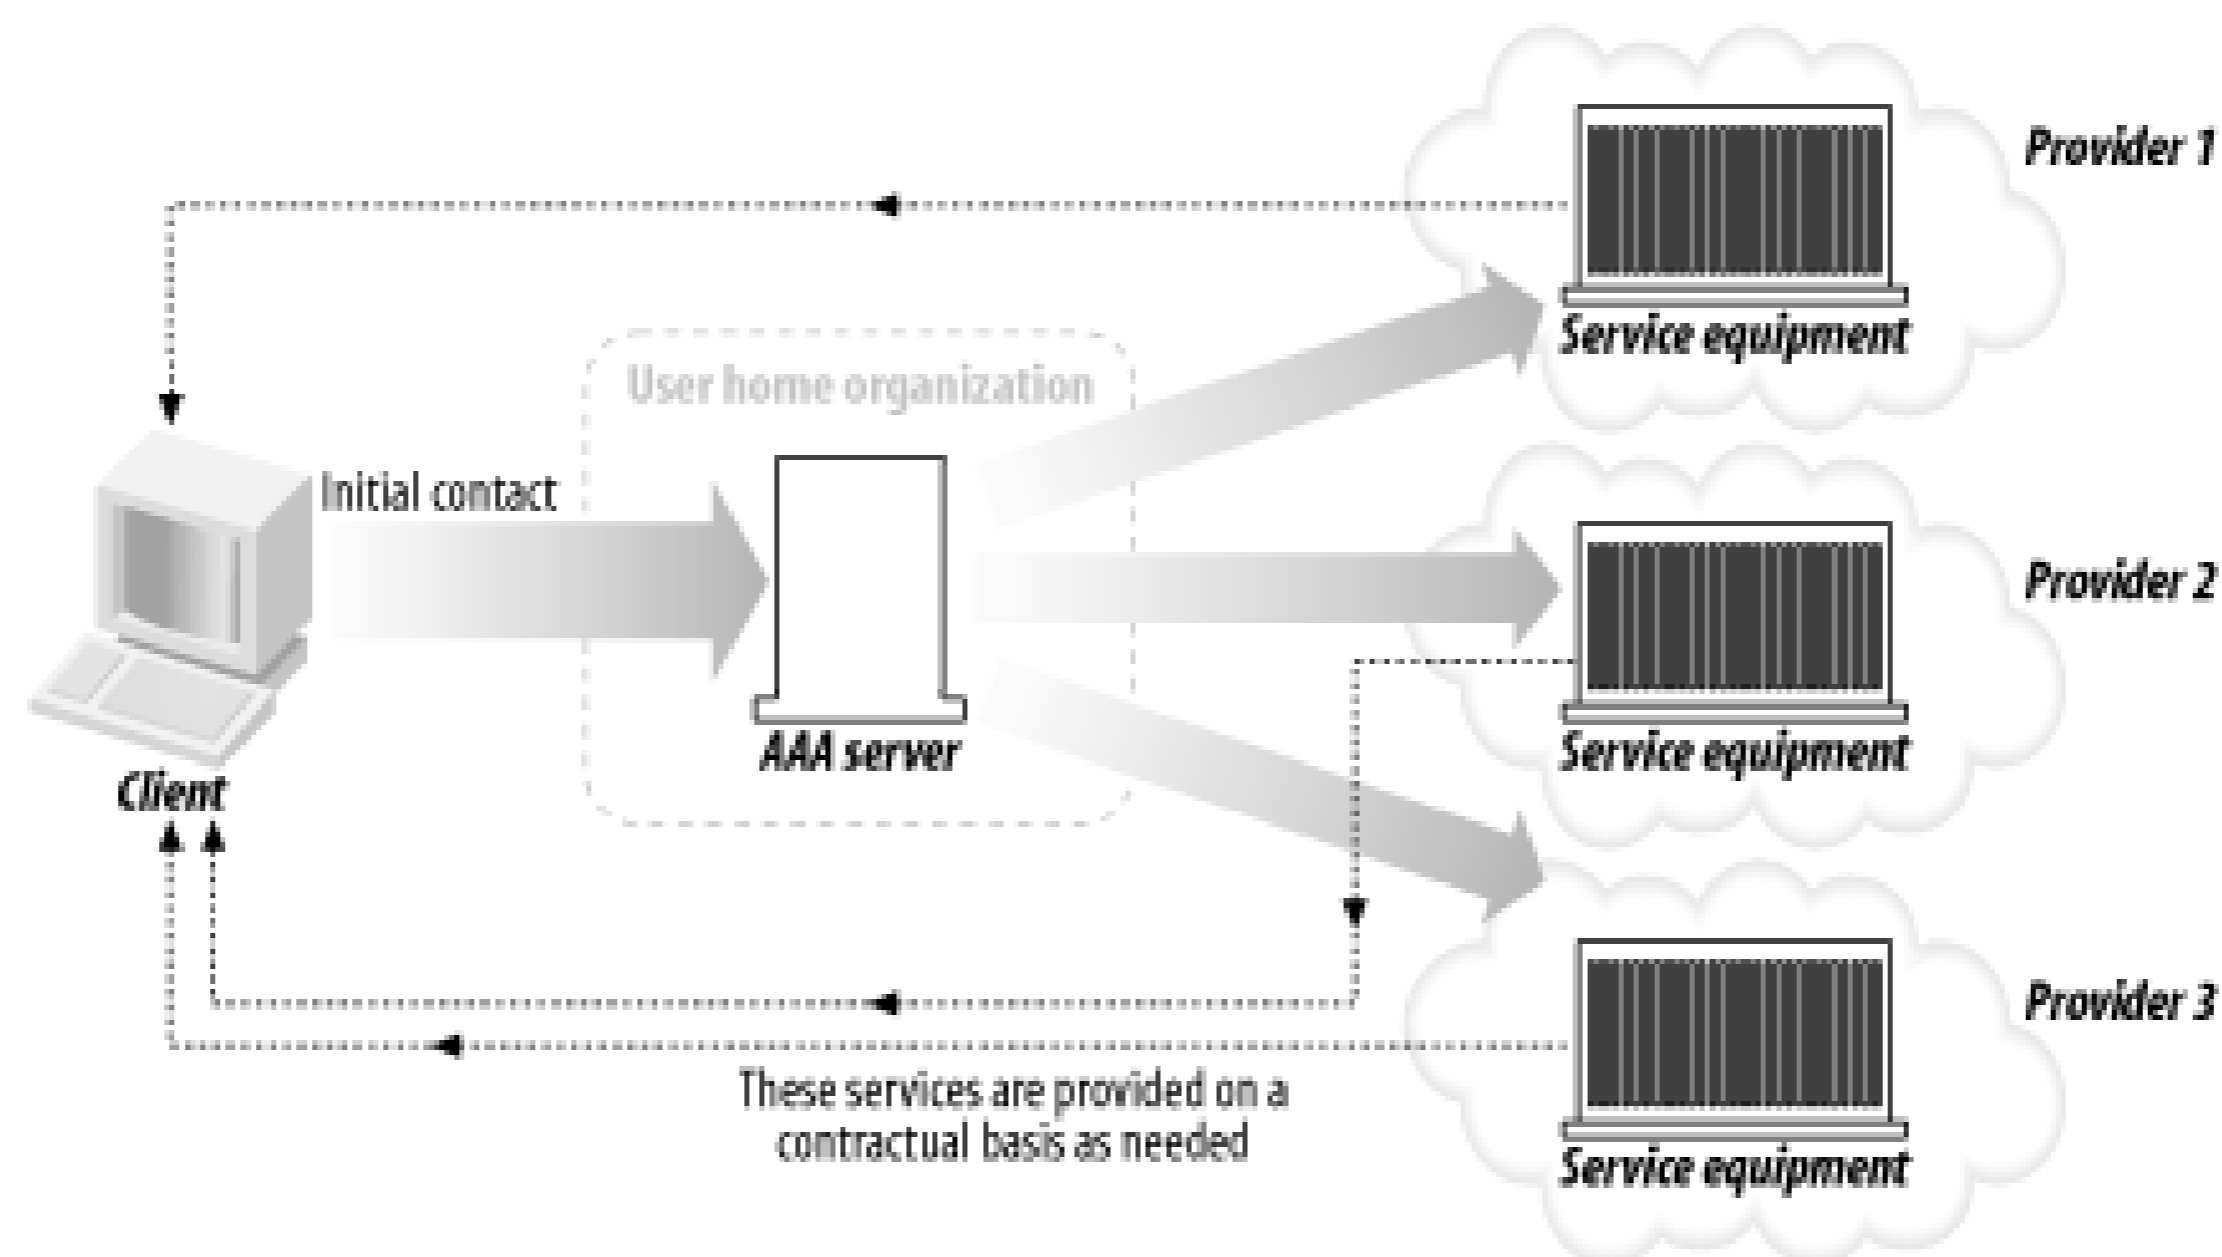 Provider 1
Service equipment
User home organization
Initial contact
Provider 2
AAA server
Service equipment
Client
Provider 3
These services are provided on a
contractual basis as needed
Service equipment